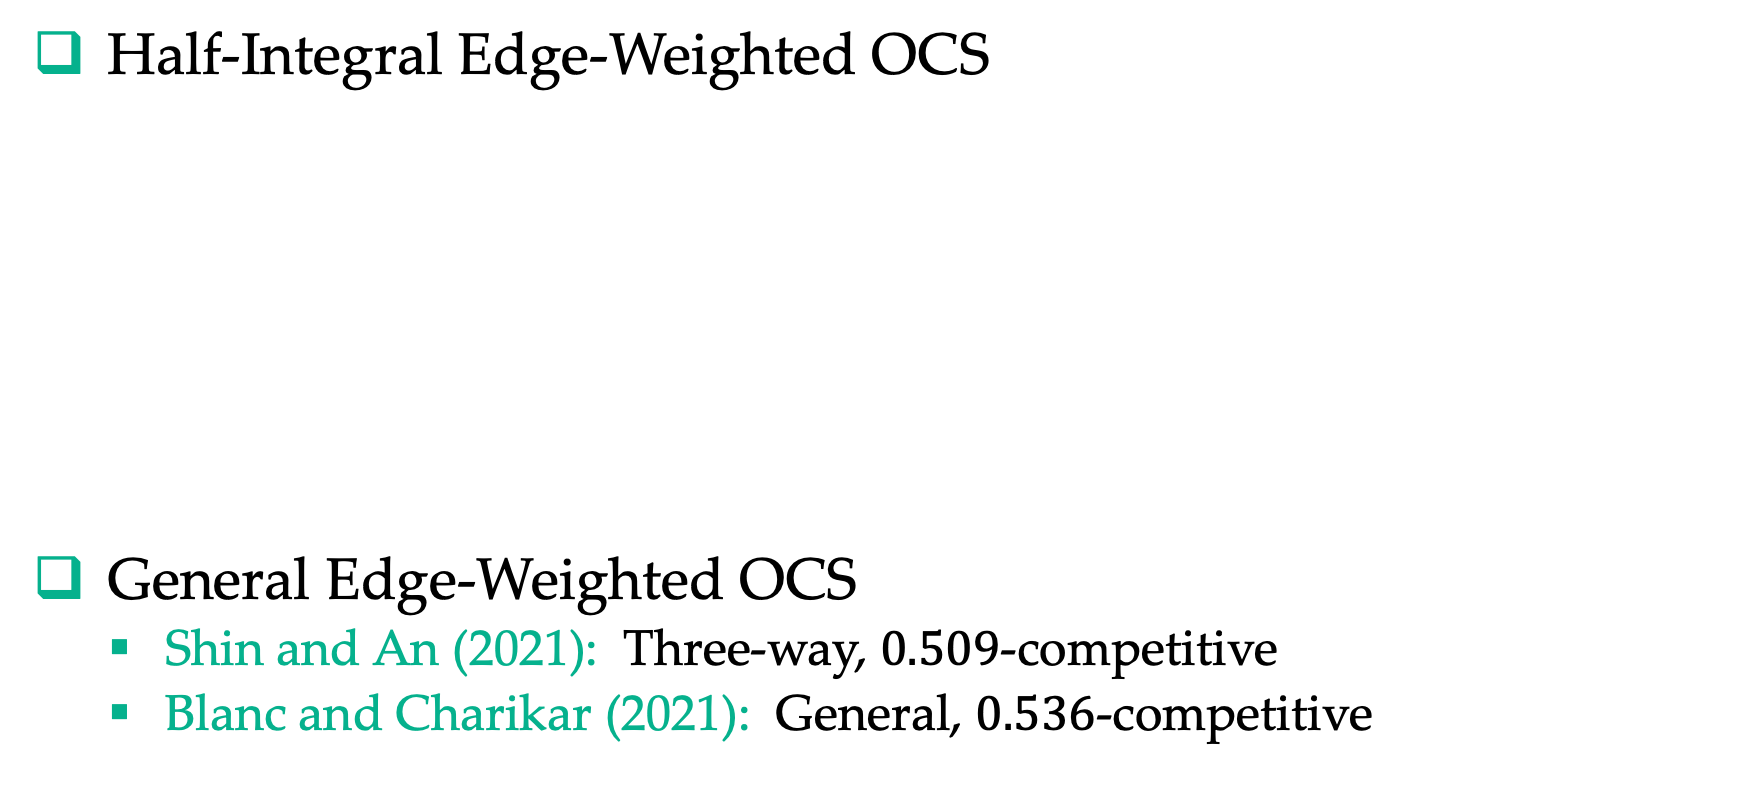 Half-Integral Edge-Weighted OCS
General Edge-Weighted OCS
Shin and An (2021): Three-way, 0.509-competitive
Blanc and Charikar (2021): General, 0.536-competitive